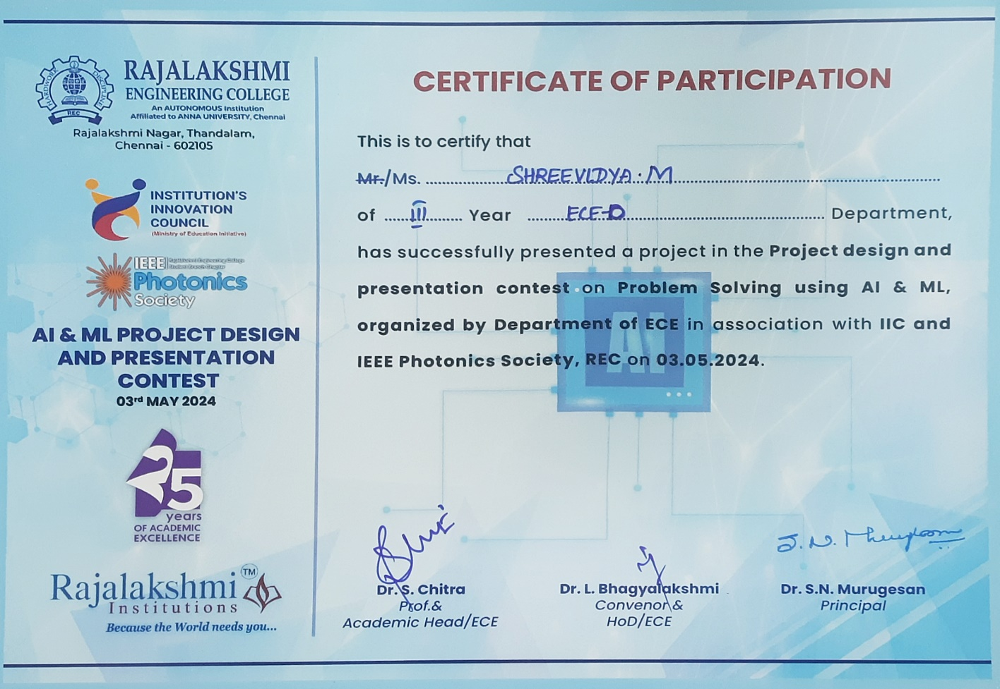 RAJALAKSHMI
ENGINEERING COLLEGE
An AUTONOMOUS Institution
Affiliated to ANNA UNIVERSITY, Chennai
HARDWORK DISCIPLINE
REC
Rajalakshmi Nagar, Thandalam,
Chennai - 602105
INSTITUTION'S
INNOVATION
COUNCIL
(Ministry of Education Initiative)
IEEE Rajalakshmi Engineering College
Student Branch Chapter
Photonics
Society
AI & ML PROJECT DESIGN
AND PRESENTATION
CONTEST
03rd MAY 2024
25
years
OF ACADEMIC
EXCELLENCE
Rajalakshmi TM
Institutions
Because the World needs you...
CERTIFICATE OF PARTICIPATION
This is to certify that
Mr./Ms. SHREEVIDYA.M
of III Year ECE-D Department,
has successfully presented a project in the Project design and
presentation contest on Problem Solving using AI & ML,
organized by Department of ECE in association with IIC and
IEEE Photonics Society, REC on 03.05.2024.
AI
Dr. S. Chitra
Prof.&
Academic Head/ECE
Dr. L. Bhagyalakshmi
Convenor &
HoD/ECE
Dr. S.N. Murugesan
Principal